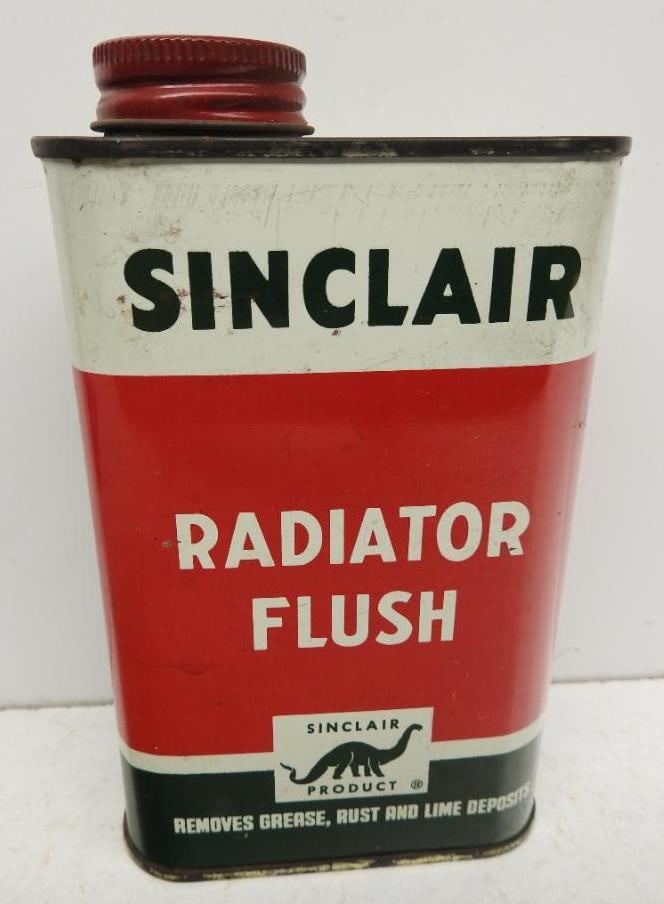 SINCLAIR
RADIATOR
FLUSH
SINCLAIR
PRODUCT ®
REMOVES GREASE, RUST AND LIME DEPOSITS